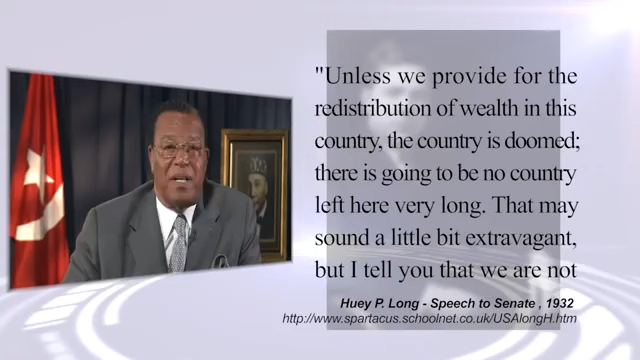 "Unless we provide for the
redistribution of wealth in this
country, the country is doomed;
there is going to be no country
left here very long. That may
sound a little bit extravagant,
but I tell you that we are not
Huey P. Long - Speech to Senate , 1932
http://www.spartacus.schoolnet.co.uk/USAlongH.htm